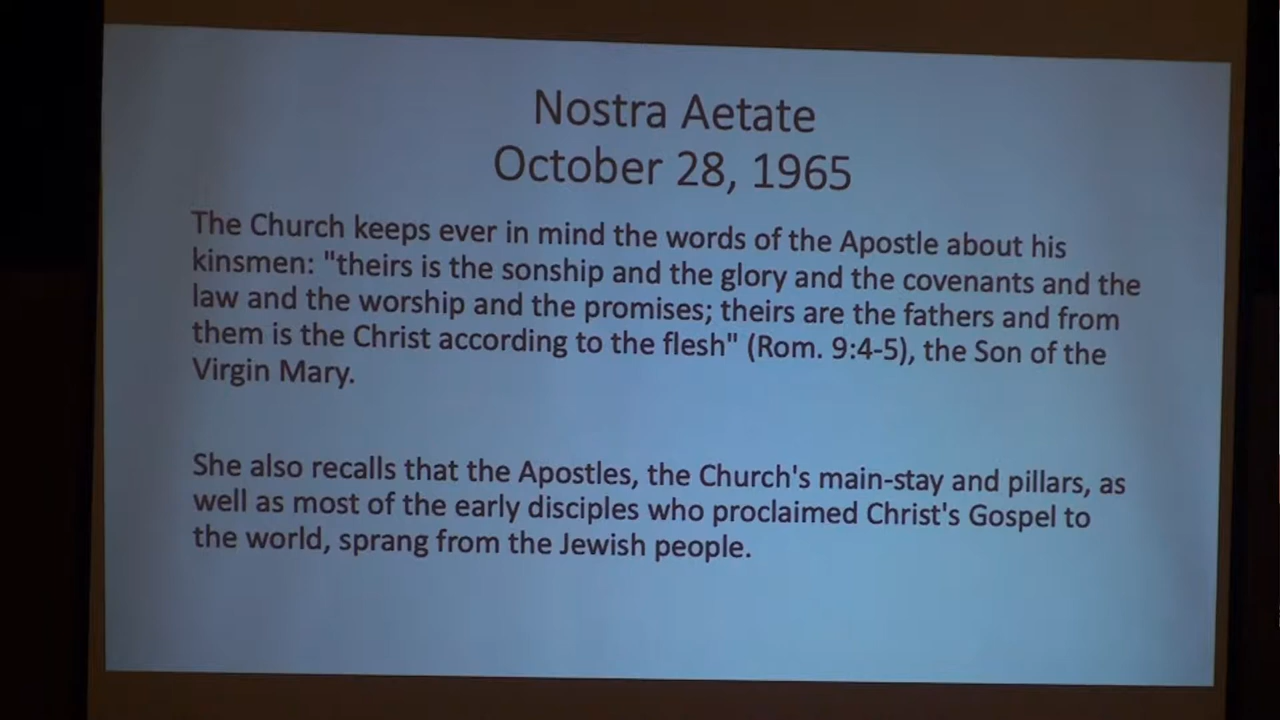 Nostra Aetate
October 28, 1965
The Church keeps ever in mind the words of the Apostle about his
kinsmen: "theirs is the sonship and the glory and the covenants and the
law and the worship and the promises; theirs are the fathers and from
them is the Christ according to the flesh" (Rom. 9:4-5), the Son of the
Virgin Mary.
She also recalls that the Apostles, the Church's main-stay and pillars, as
well as most of the early disciples who proclaimed Christ's Gospel to
the world, sprang from the Jewish people.